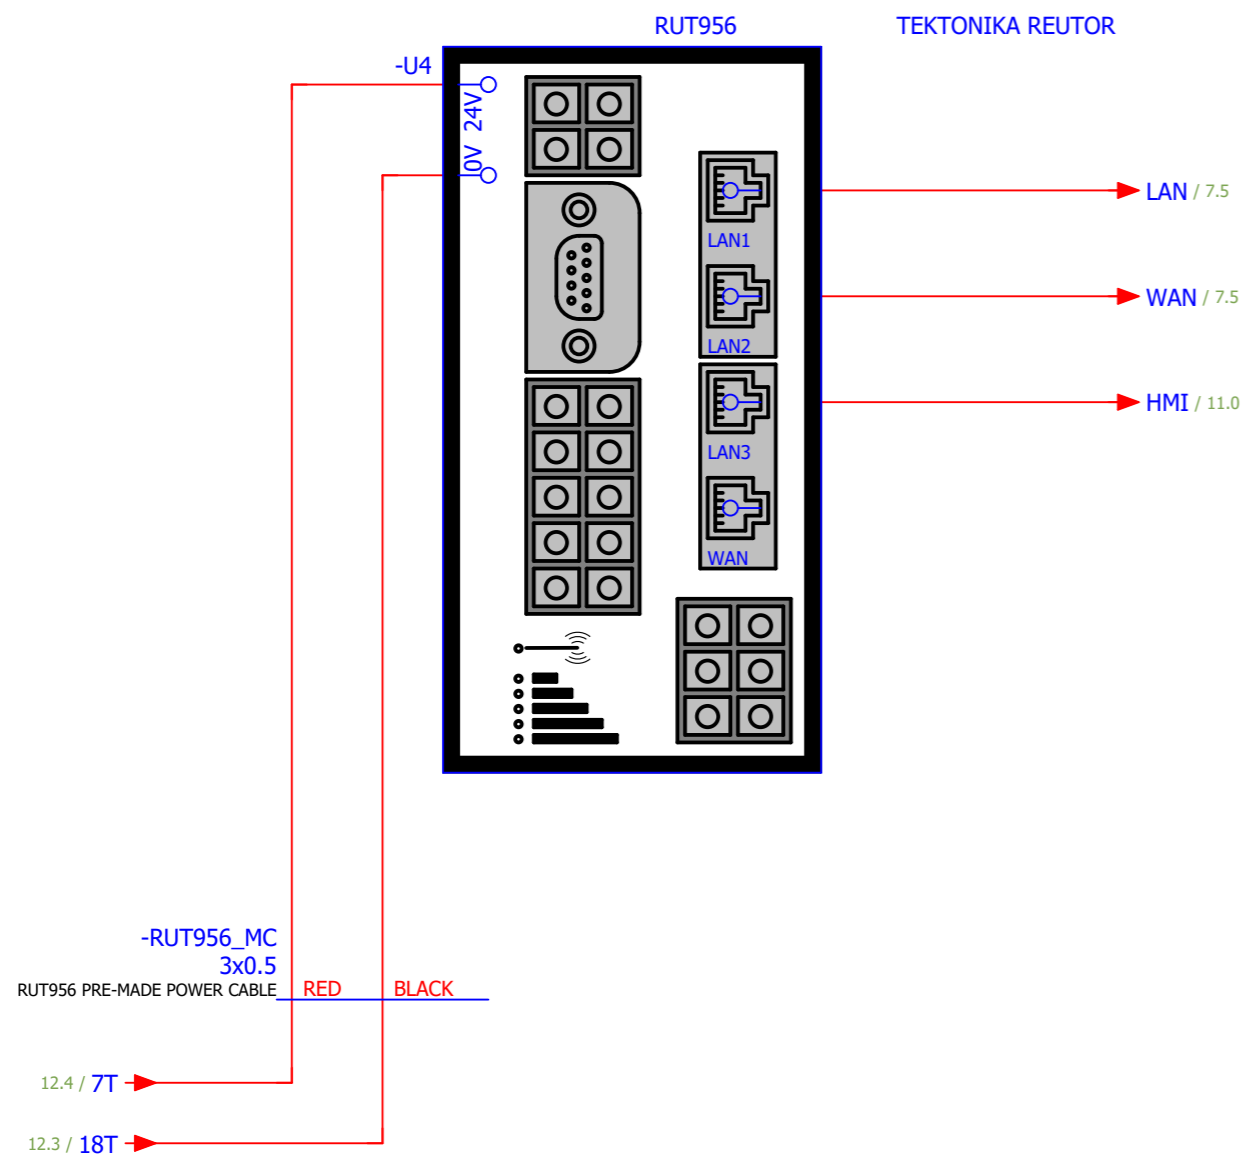 RUT956 TEKTONIKA REUTOR
-U4
24V
0V
LAN1
LAN / 7.5
LAN2
WAN / 7.5
LAN3
HMI / 11.0
WAN
-RUT956_MC
3x0.5
RUT956 PRE-MADE POWER CABLE RED BLACK
12.4 / 7T
12.3 / 18T